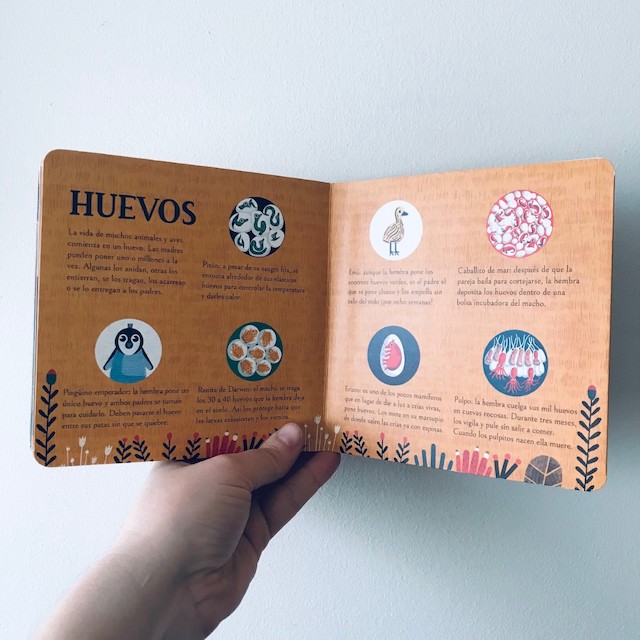 HUEVOS
La vida de muchos animales y aves
comienza en un huevo. Las madres
pueden poner uno o millones a la
vez. Algunas los anidan, otras los
entierran, se los tragan, los acarrean
o se lo entregan a los padres.
Pitón: a pesar de su sangre fría, se
enrosca alrededor de sus elásticos
huevos para controlar la temperatura
y darles calor.
Pingüino emperador: la hembra pone un
único huevo y ambos padres se turnan
para cuidarlo. Deben pasarse el huevo
entre sus patas sin que se quiebre.
Ranita de Darwin: el macho se traga
los 30 a 40 huevos que la hembra deja
en el suelo. Así los protege hasta que
las larvas
Emú: aunque la hembra pone los
enormes huevos verdes, es el padre el
que se pone clueco y los empolla sin
salir del nido ¡por ocho semanas!
Caballito de mar: después de que la
pareja baila para cortejarse, la hembra
deposita los huevos dentro de una
bolsa incubadora del macho.
es uno de los pocos mamíferos
que en lugar de dar a luz a crías vivas,
pone huevos. Los mete en su marsupio
de donde salen las crías ya con espinas.
Pulpo: la hembra cuelga sus mil huevos
en cuevas rocosas. Durante tres meses,
los vigila y pule sin salir a comer.
Cuando los pulpitos nacen ella muere.